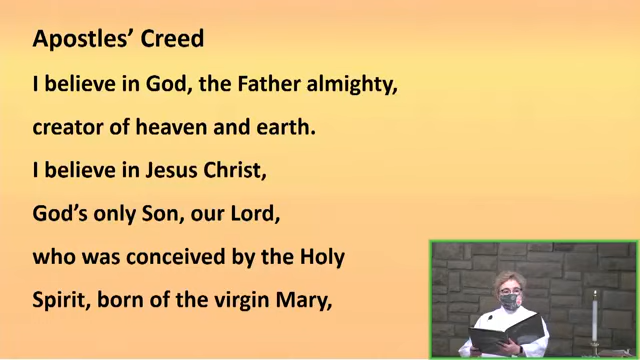 Apostles’ Creed
I believe in God, the Father almighty,
creator of heaven and earth.
I believe in Jesus Christ,
God’s only Son, our Lord,
who was conceived by the Holy
Spirit, born of the virgin Mary,